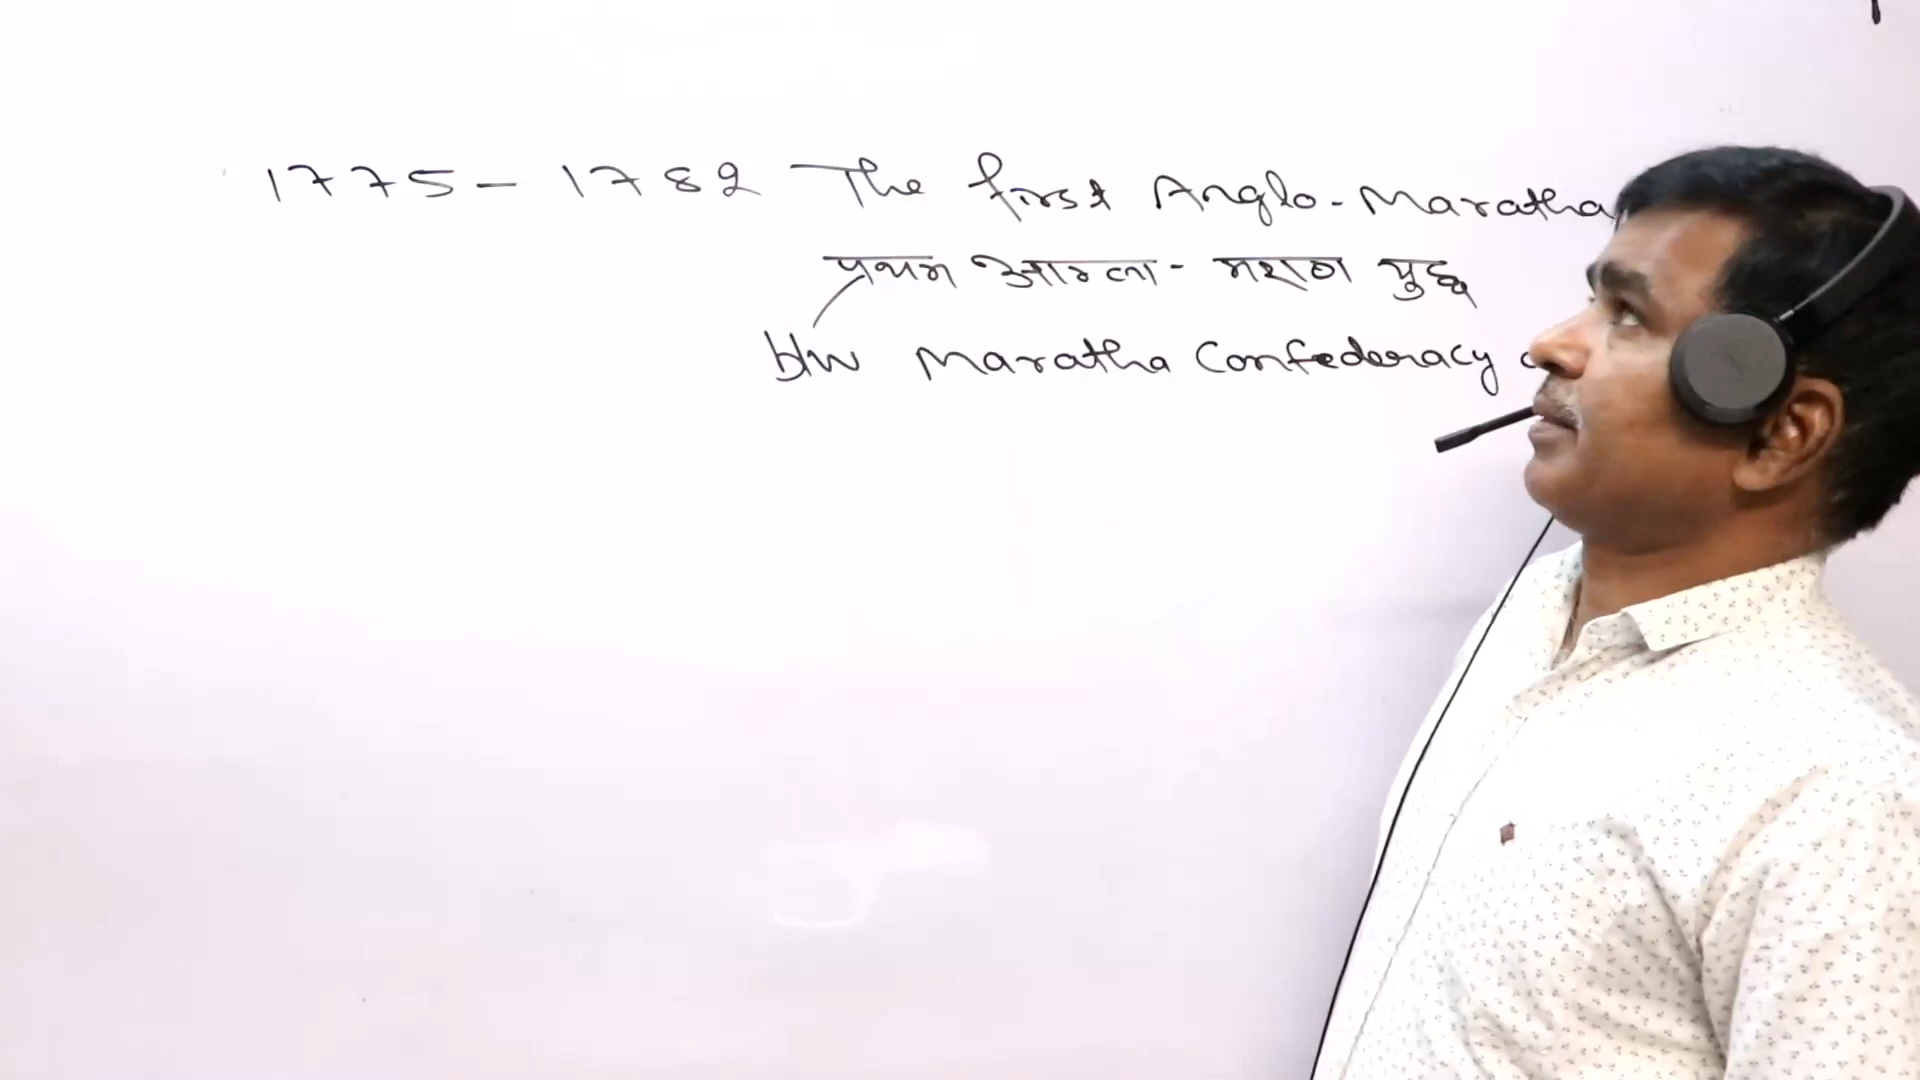 1775 - 1782 The first Anglo-Maratha
प्रथम आंग्ल - मराठा युद्ध
b/w Maratha Confederacy